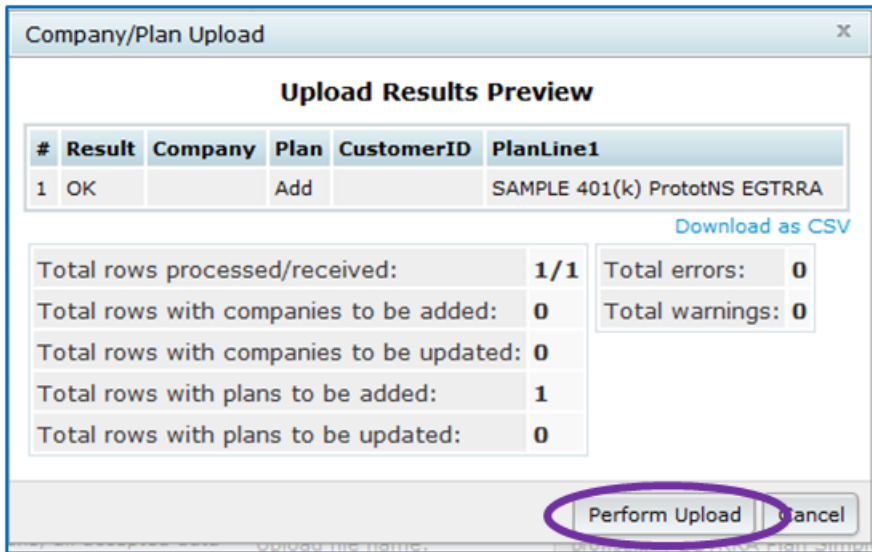 Company/Plan Upload x
Upload Results Preview
# Result Company Plan CustomerID PlanLine1
1 OK Add SAMPLE 401(k) PrototNS EGTRRA
Download as CSV
Total rows processed/received: 1/1 Total errors: 0
Total rows with companies to be added: 0 Total warnings: 0
Total rows with companies to be updated: 0
Total rows with plans to be added: 1
Total rows with plans to be updated: 0
Perform Upload Cancel